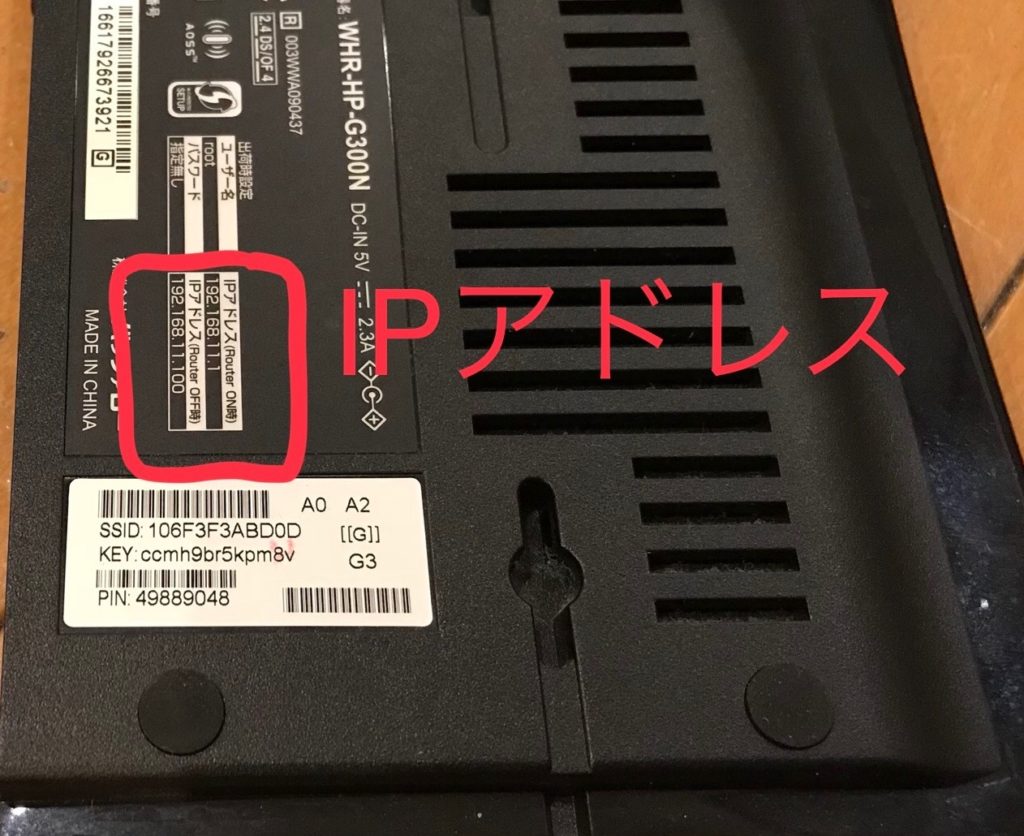 IPアドレス
WHR-HP-G300N
DC-IN 5V 2.3A
R 003WWA090437
2.4 DS/OF 4
AOSS™
SETUP
出荷時設定
ユーザー名
root
パスワード
指定無し
IPアドレス(Router ON時)
192.168.11.1
IPアドレス(Router OFF時)
192.168.11.100
16617926673921 G
MADE IN CHINA
A0 A2
SSID: 106F3F3ABD0D [[G]]
KEY: ccmh9br5kpm8v
G3
PIN: 49889048